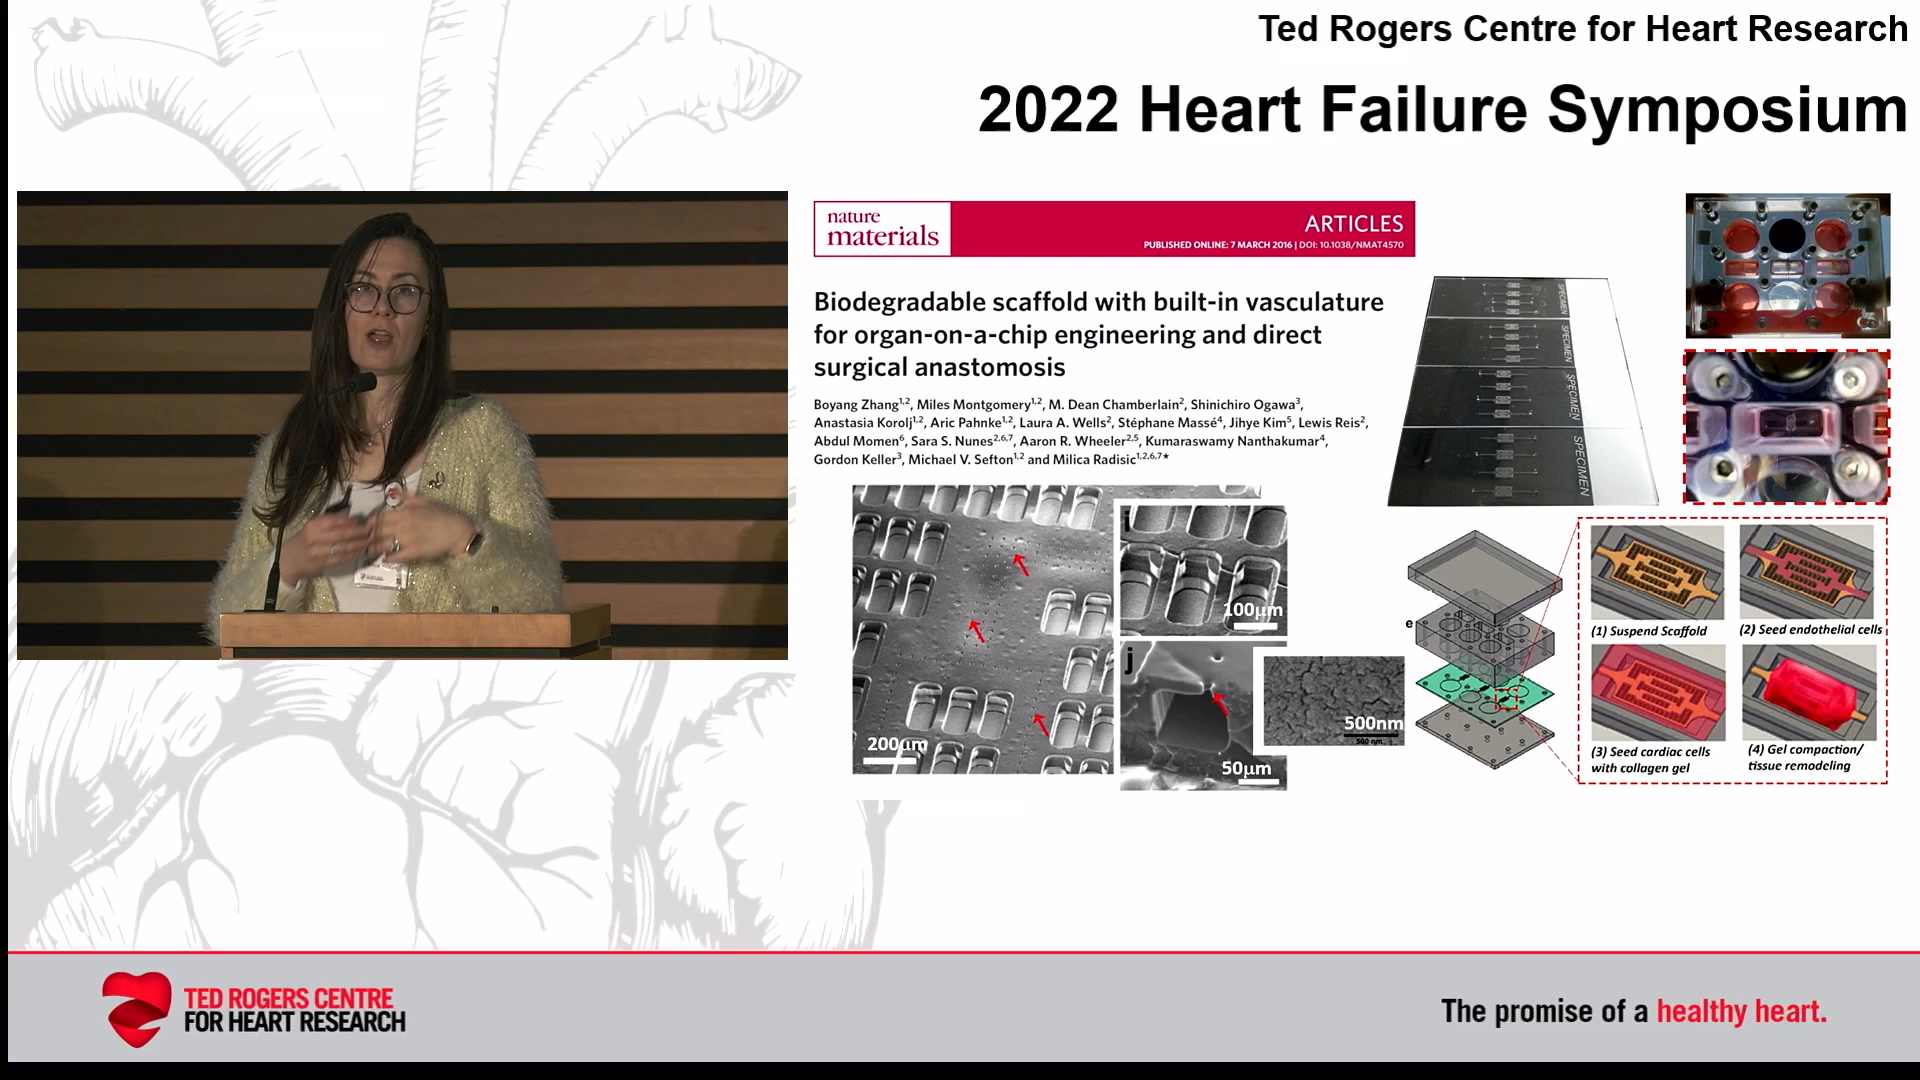 Ted Rogers Centre for Heart Research
2022 Heart Failure Symposium
nature
materials
ARTICLES
PUBLISHED ONLINE: 7 MARCH 2016 | DOI: 10.1038/NMAT4570
Biodegradable scaffold with built-in vasculature
for organ-on-a-chip engineering and direct
surgical anastomosis
Boyang Zhang1,2, Miles Montgomery1,2, M. Dean Chamberlain2, Shinichiro Ogawa3,
Anastasia Korolj1,2, Aric Pahnke1,2, Laura A. Wells2, Stéphane Massé4, Jihye Kim5, Lewis Reis2,
Abdul Momen6, Sara S. Nunes2,6,7, Aaron R. Wheeler2,5, Kumaraswamy Nanthakumar4,
Gordon Keller3, Michael V. Sefton1,2 and Milica Radisic1,2,6,7★
SPECIMEN
SPECIMEN
SPECIMEN
SPECIMEN
i
100µm
200µm
j
50µm
500nm
500 nm
e
(1) Suspend Scaffold
(2) Seed endothelial cells
(3) Seed cardiac cells
with collagen gel
(4) Gel compaction/
tissue remodeling
TED ROGERS CENTRE
FOR HEART RESEARCH
The promise of a healthy heart.